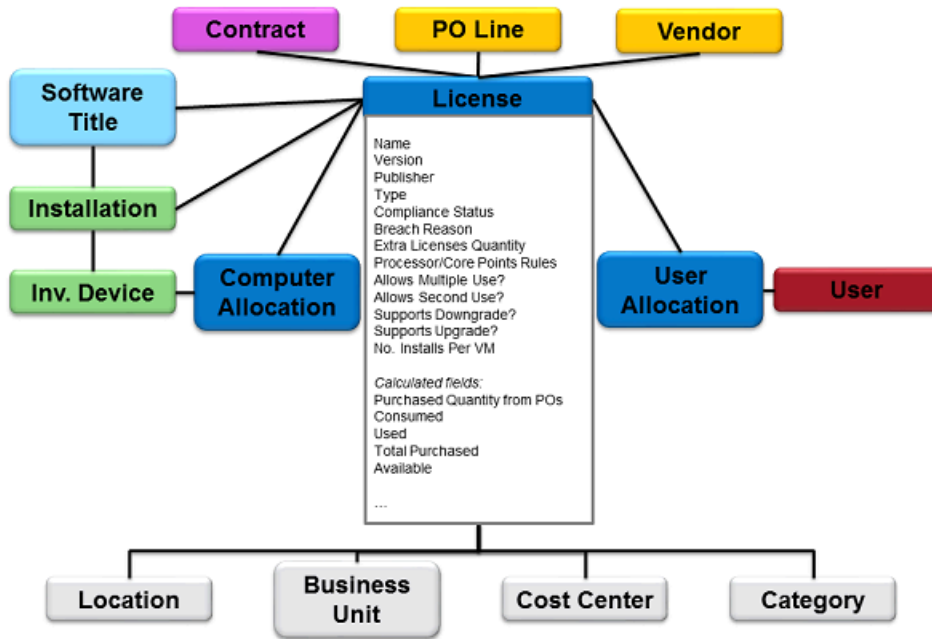 Contract
PO Line
Vendor
Software
Title
License
Name
Version
Publisher
Type
Compliance Status
Breach Reason
Extra Licenses Quantity
Processor/Core Points Rules
Allows Multiple Use?
Allows Second Use?
Supports Downgrade?
Supports Upgrade?
No. Installs Per VM
Calculated fields:
Purchased Quantity from POs
Consumed
Used
Total Purchased
Available
...
Installation
Inv. Device
Computer
Allocation
User
Allocation
User
Location
Business
Unit
Cost Center
Category